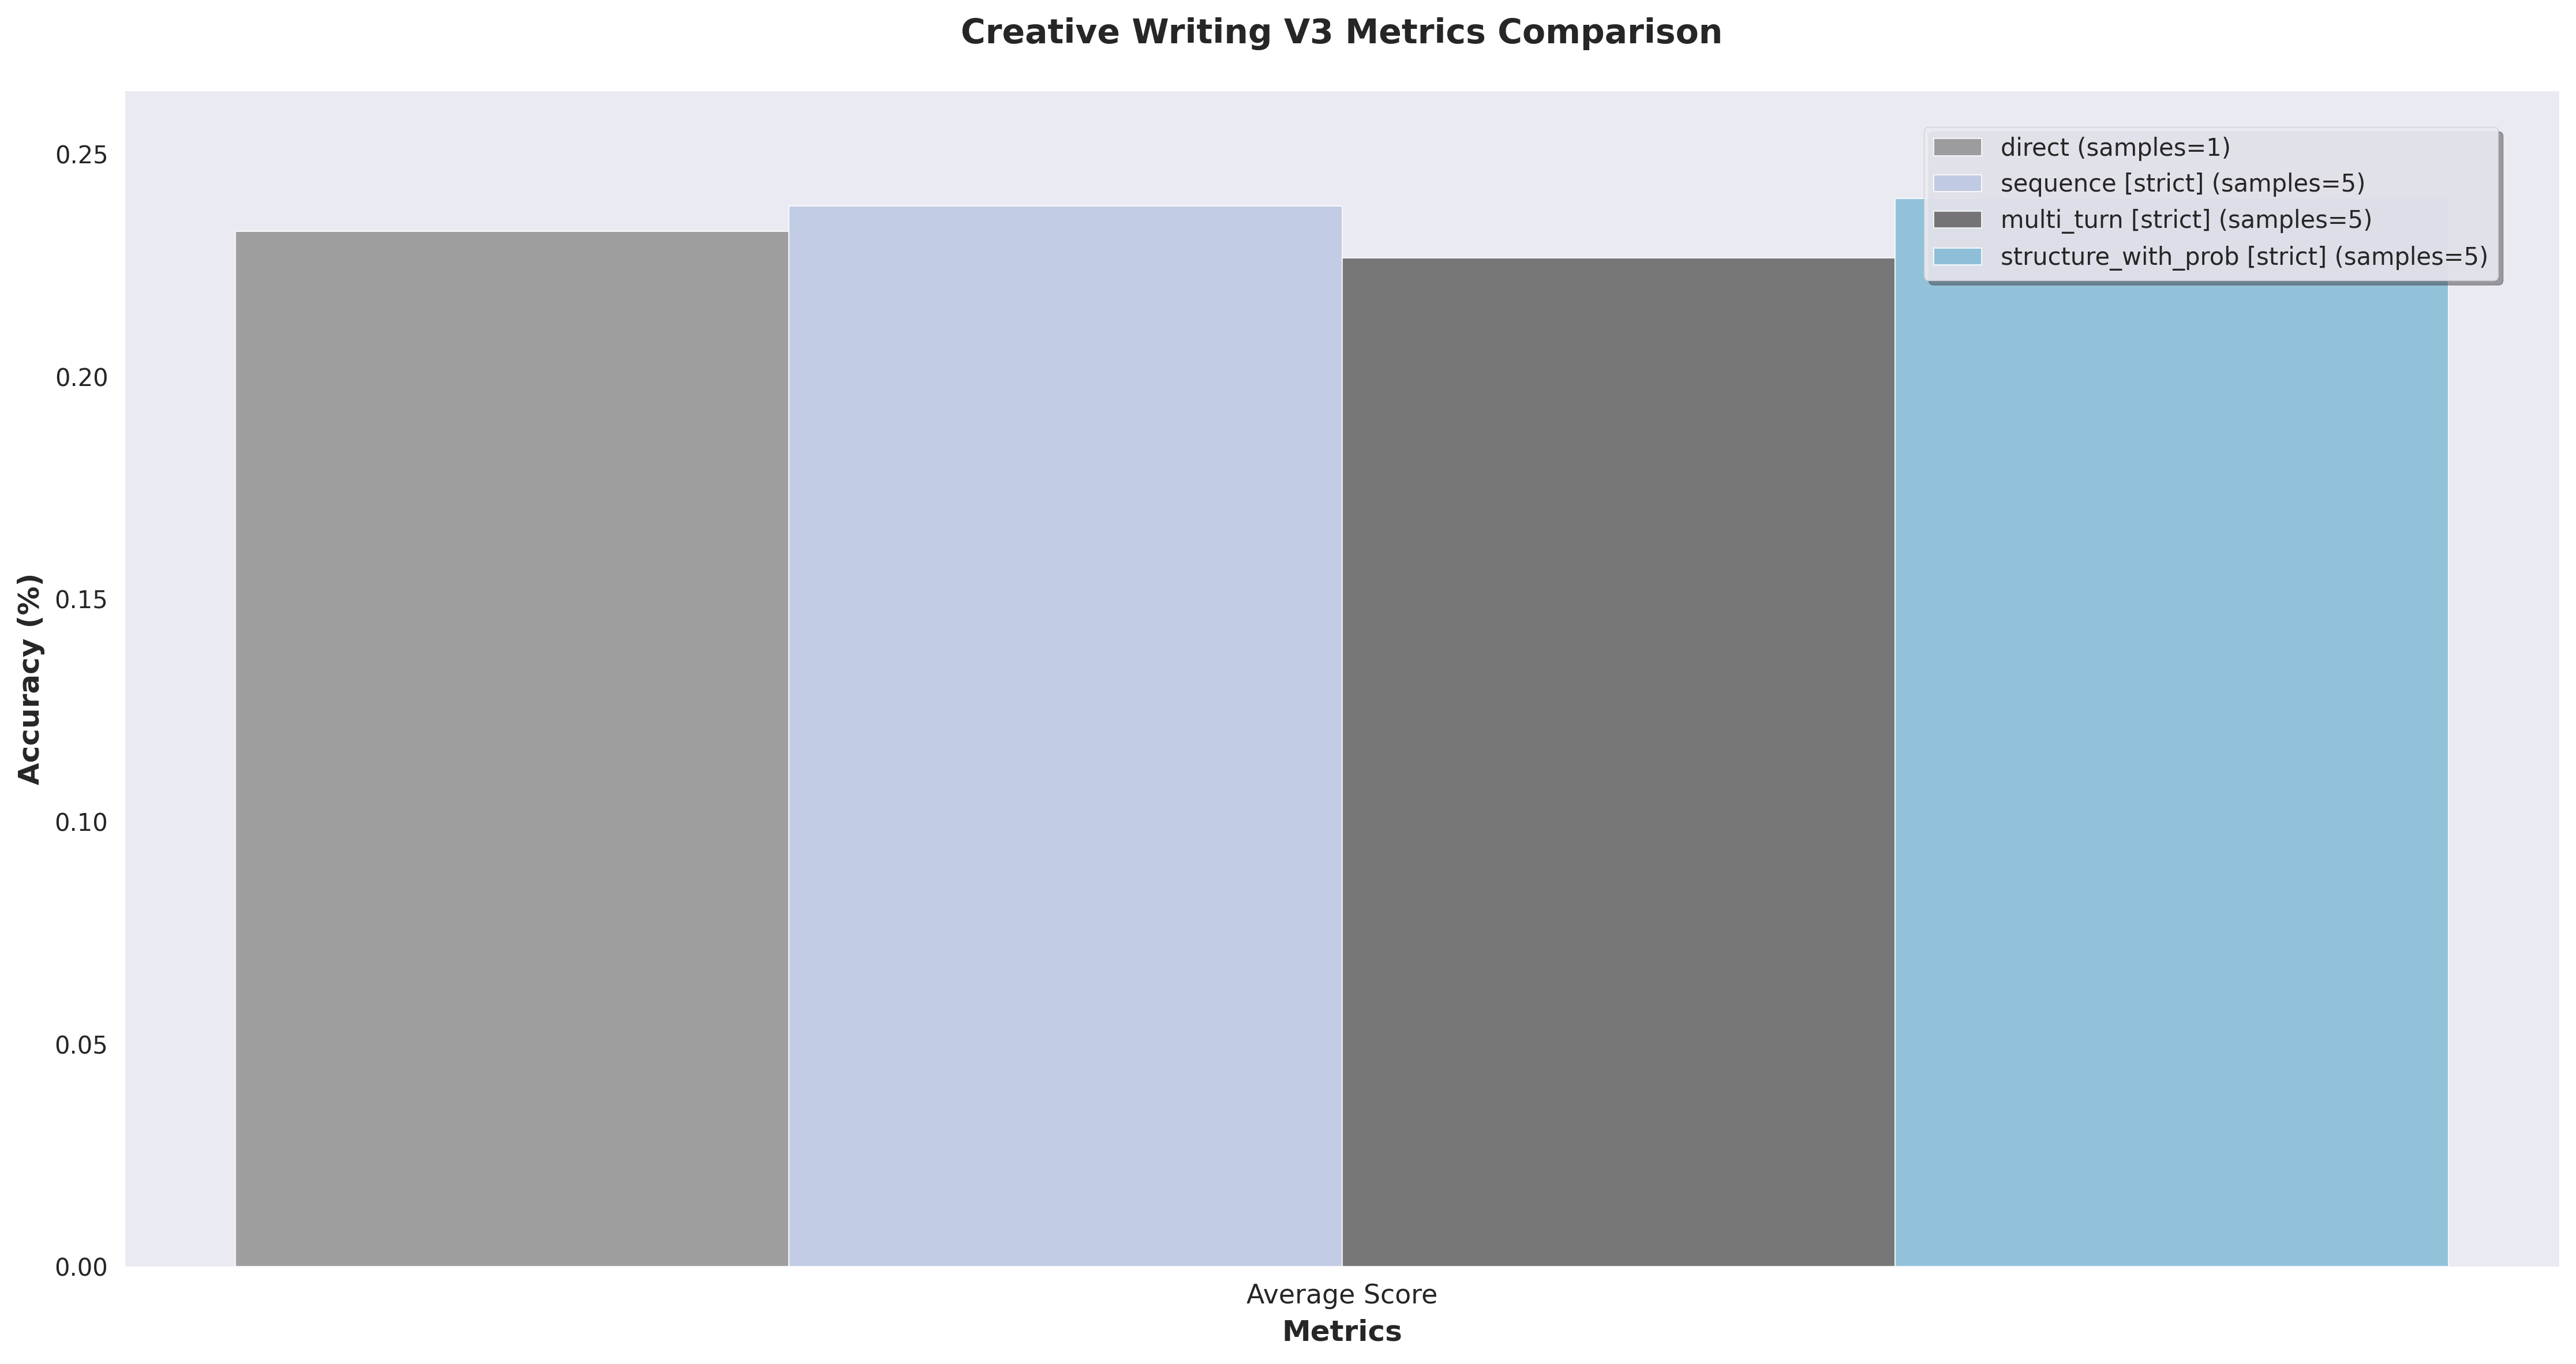 Creative Writing V3 Metrics Comparison
0.25
0.20
0.15
0.10
0.05
0.00
Accuracy (%)
direct (samples=1)
sequence [strict] (samples=5)
multi_turn [strict] (samples=5)
structure_with_prob [strict] (samples=5)
Average Score
Metrics